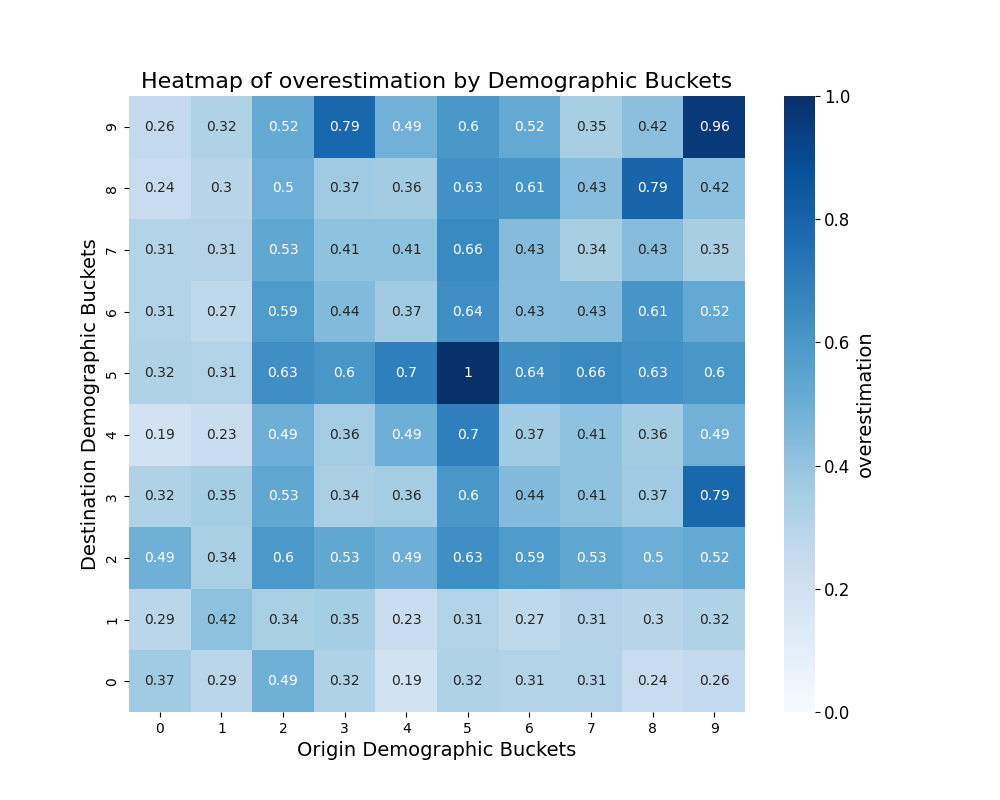 Heatmap of overestimation by Demographic Buckets
9 0.26 0.32 0.52 0.79 0.49 0.6 0.52 0.35 0.42 0.96
8 0.24 0.3 0.5 0.37 0.36 0.63 0.61 0.43 0.79 0.42
7 0.31 0.31 0.53 0.41 0.41 0.66 0.43 0.34 0.43 0.35
6 0.31 0.27 0.59 0.44 0.37 0.64 0.43 0.43 0.61 0.52
5 0.32 0.31 0.63 0.6 0.7 1 0.64 0.66 0.63 0.6
4 0.19 0.23 0.49 0.36 0.49 0.7 0.37 0.41 0.36 0.49
3 0.32 0.35 0.53 0.34 0.36 0.6 0.44 0.41 0.37 0.79
2 0.49 0.34 0.6 0.53 0.49 0.63 0.59 0.53 0.5 0.52
1 0.29 0.42 0.34 0.35 0.23 0.31 0.27 0.31 0.3 0.32
0 0.37 0.29 0.49 0.32 0.19 0.32 0.31 0.31 0.24 0.26
0 1 2 3 4 5 6 7 8 9
Origin Demographic Buckets
Destination Demographic Buckets
1.0
0.8
0.6
0.4
0.2
0.0
overestimation